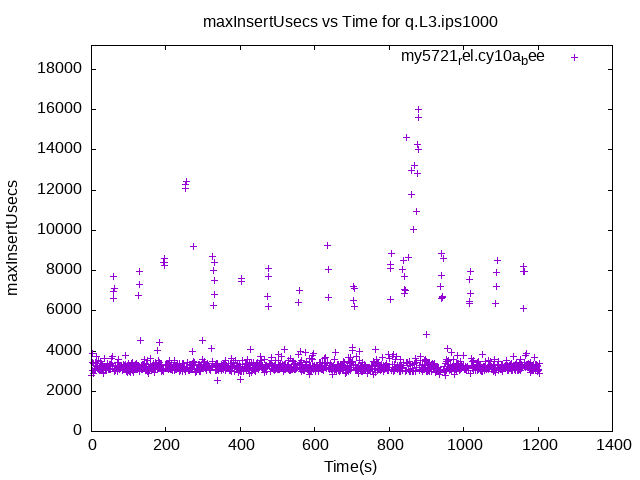 maxInsertUsecs vs Time for q.L3.ips1000
my5721rel.cy10abee
18000
16000
14000
12000
10000
8000
6000
4000
2000
0
maxInsertUsecs
0 200 400 600 800 1000 1200 1400
Time(s)